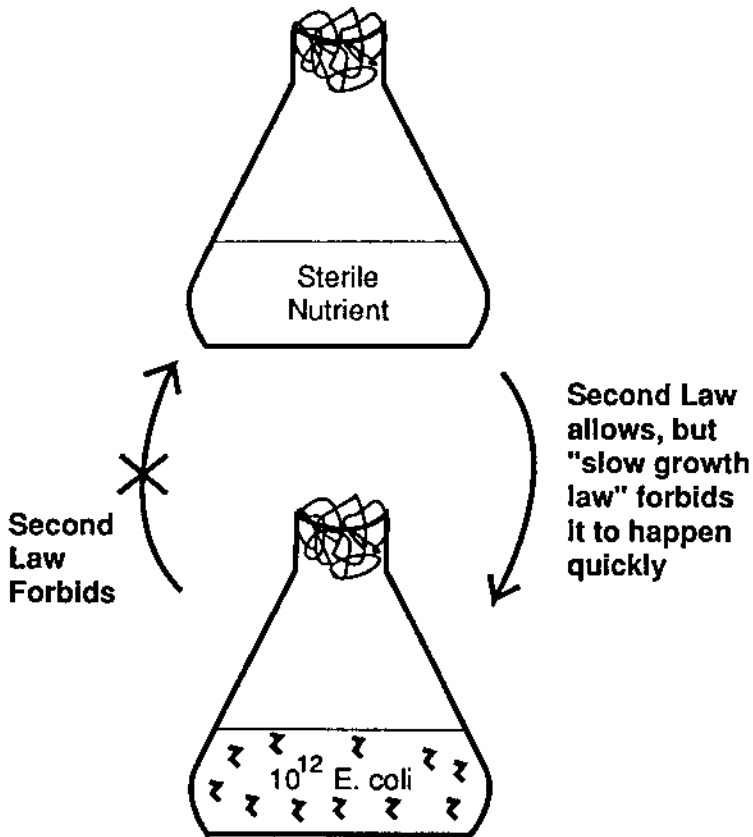 Sterile
Nutrient
Second Law
allows, but
"slow growth
law" forbids
it to happen
quickly
Second
Law
Forbids
10^12 E. coli